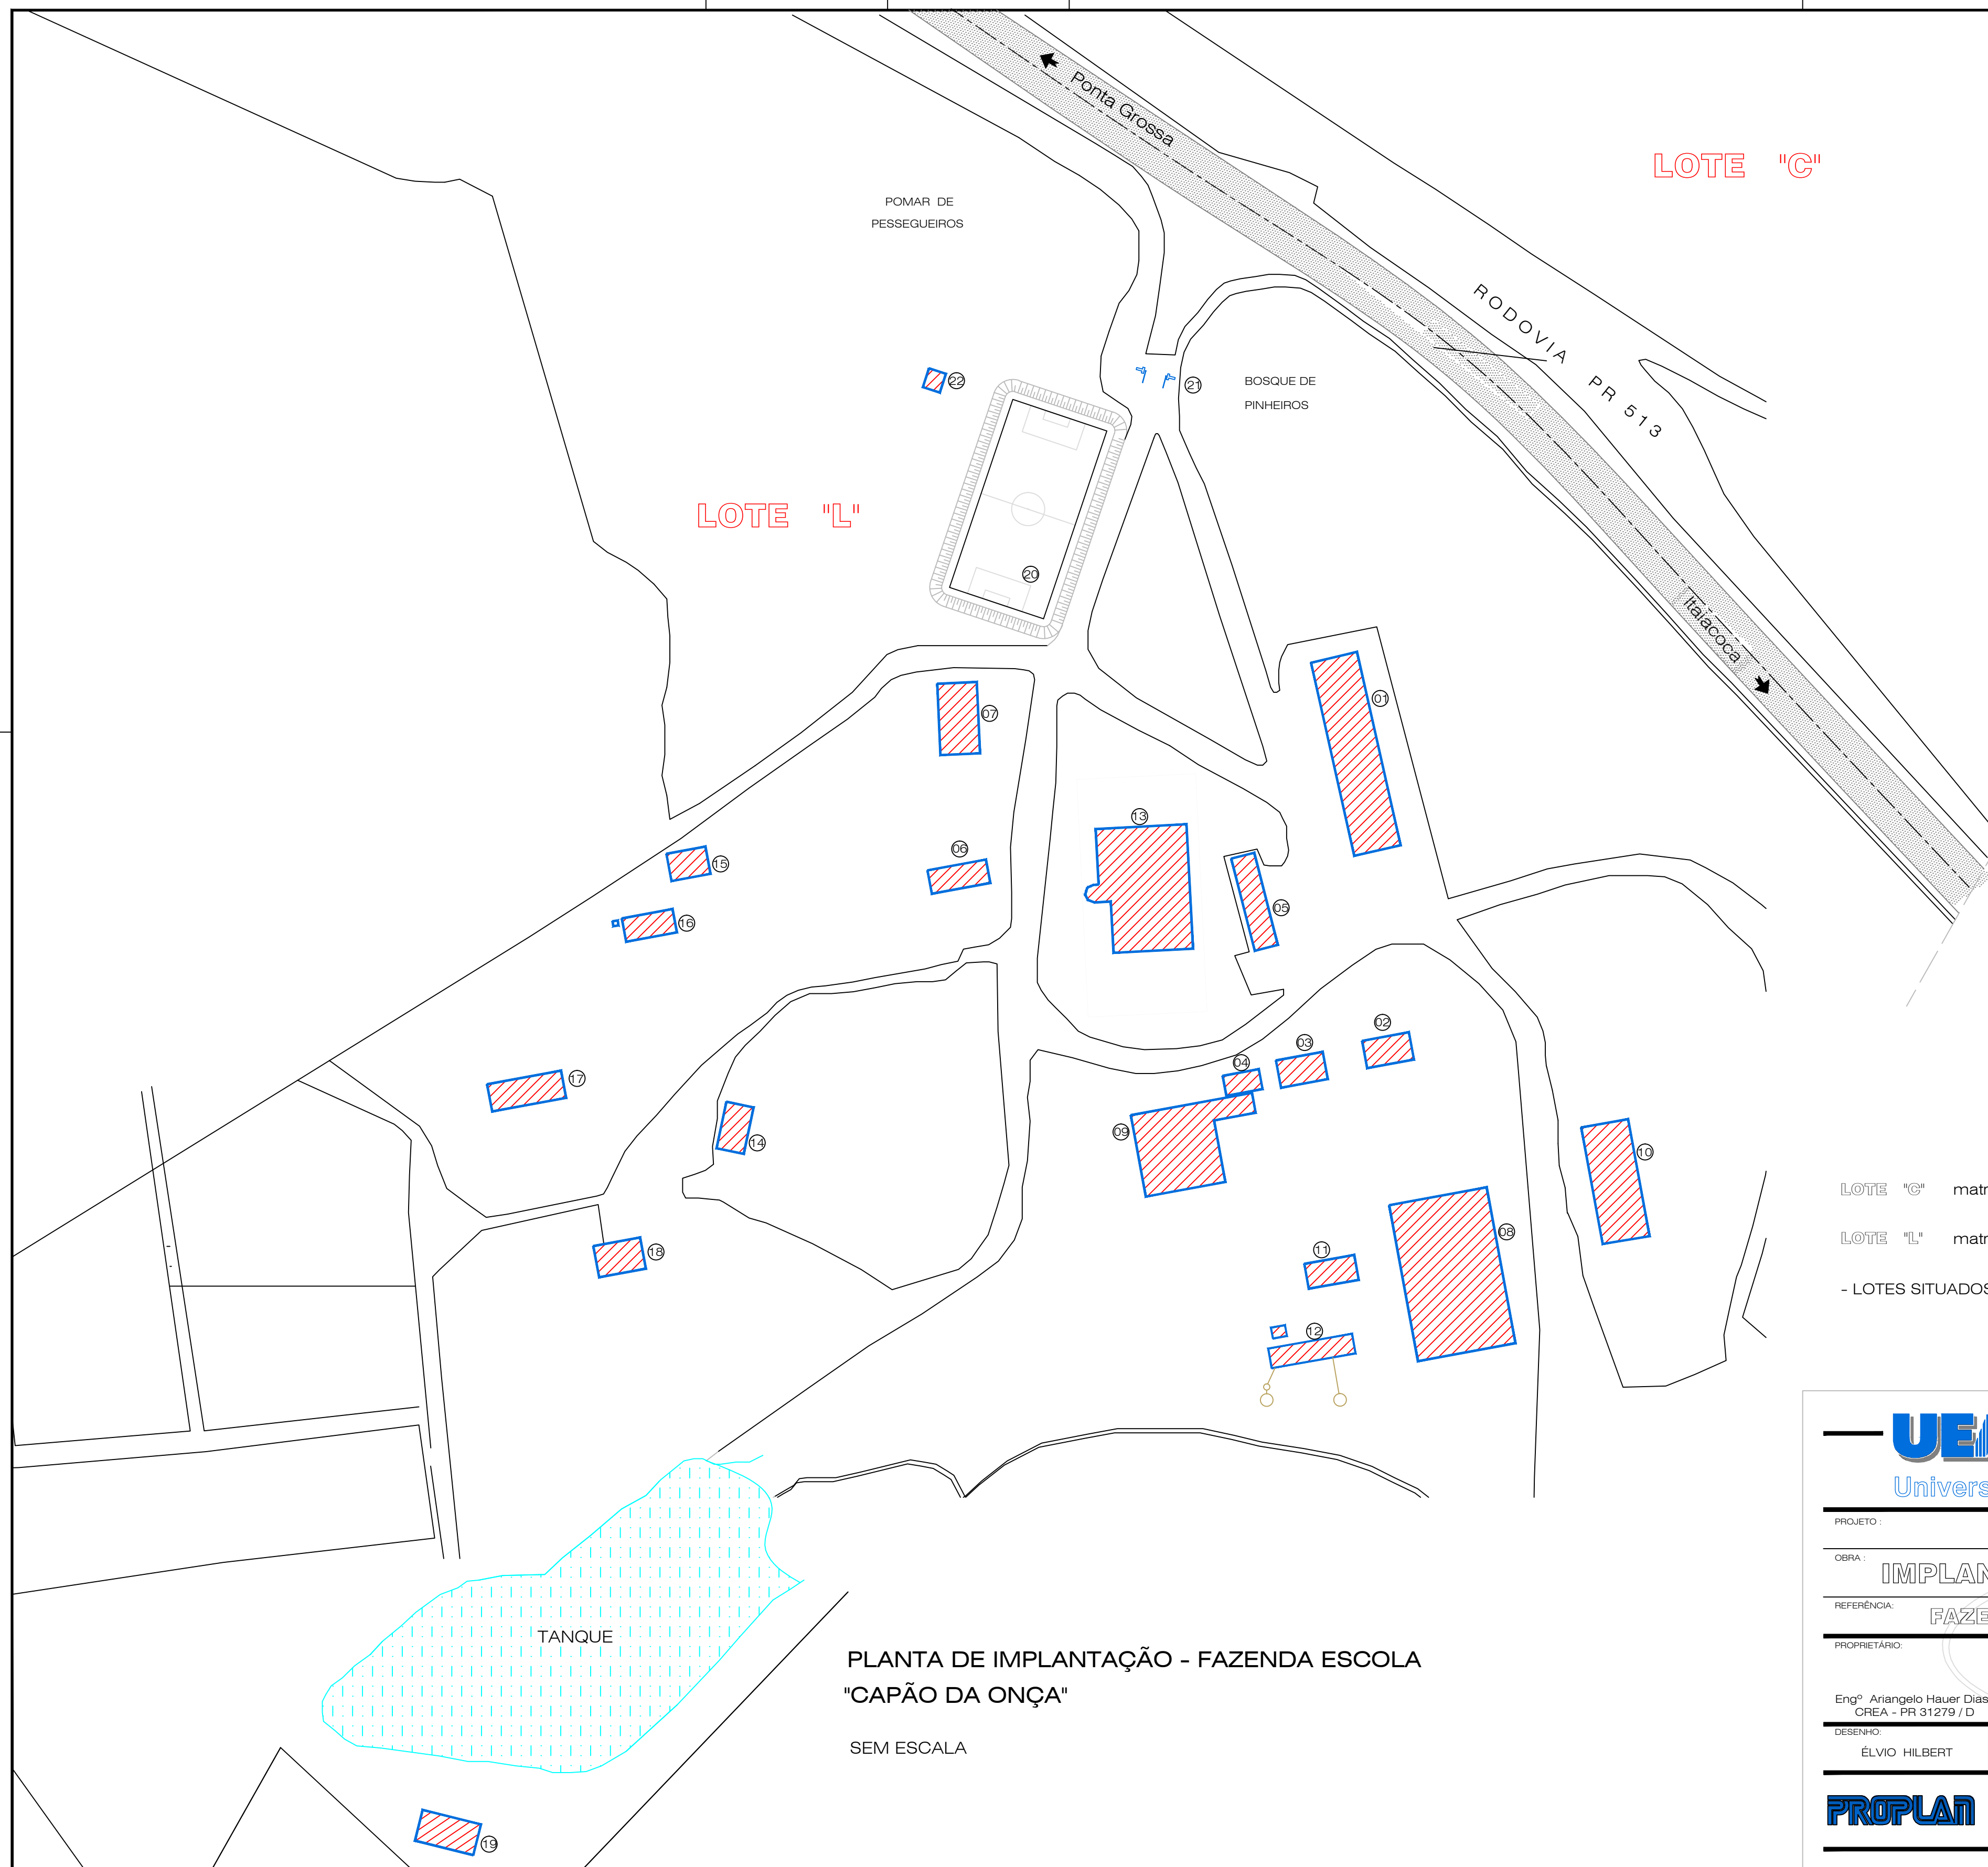 Ponta Grossa
LOTE "C"
POMAR DE
PESSEGUEIROS
RODOVIA PR 513
22
21
BOSQUE DE
PINHEIROS
LOTE "L"
20
Itaiacoca
01
07
13
06
15
05
16
02
03
04
17
09
14
10
LOTE "C" matr
08
LOTE "L" matr
11
18
- LOTES SITUADOS
12
UE
Univers
PROJETO :
OBRA :
IMPLAN
REFERÊNCIA:
FAZE
TANQUE
PROPRIETÁRIO:
PLANTA DE IMPLANTAÇÃO - FAZENDA ESCOLA
"CAPÃO DA ONÇA"
Engº Ariangelo Hauer Dias
CREA - PR 31279 / D
DESENHO:
SEM ESCALA
ÉLVIO HILBERT
PROPLAN
19